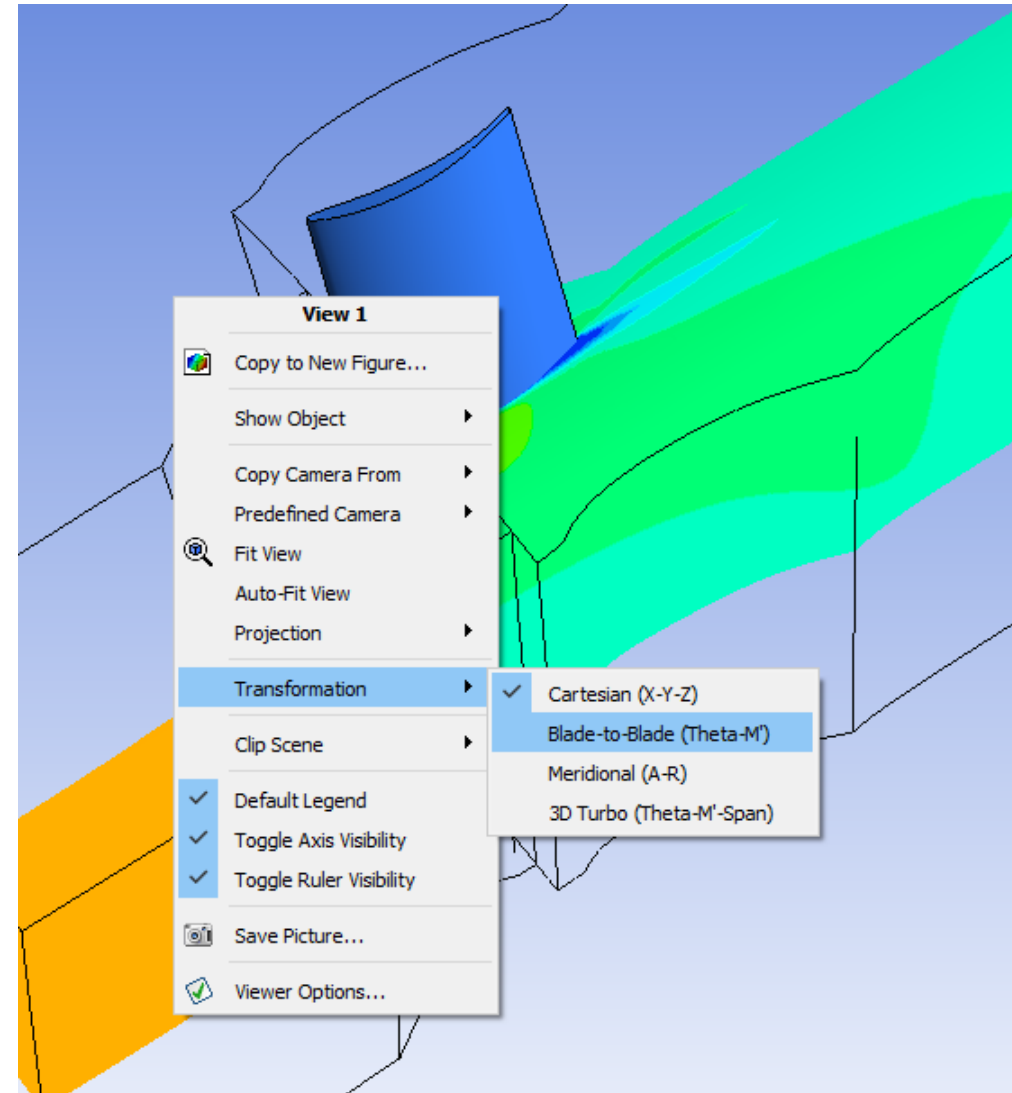 View 1
Copy to New Figure...
Show Object
Copy Camera From
Predefined Camera
Fit View
Auto-Fit View
Projection
Transformation
Cartesian (X-Y-Z)
Blade-to-Blade (Theta-M')
Meridional (A-R)
3D Turbo (Theta-M'-Span)
Clip Scene
Default Legend
Toggle Axis Visibility
Toggle Ruler Visibility
Save Picture...
Viewer Options...